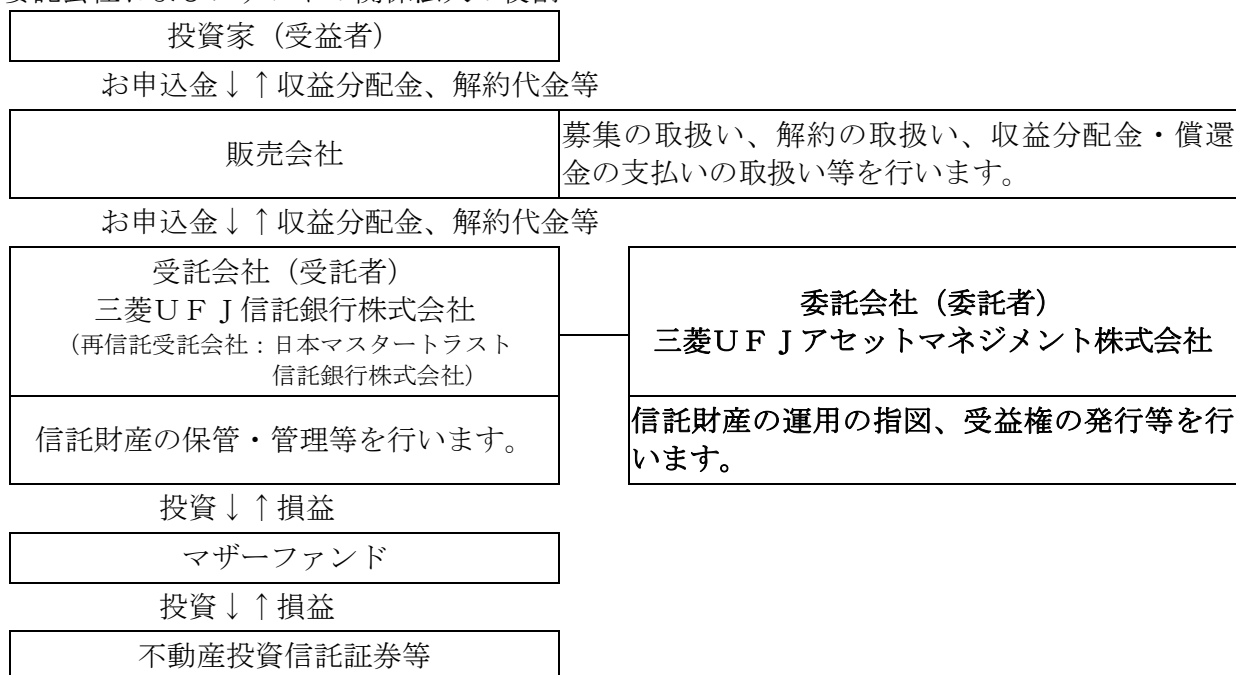 投資家（受益者）
お申込金↓↑収益分配金、解約代金等
販売会社
募集の取扱い、解約の取扱い、収益分配金・償還
金の支払いの取扱い等を行います。
お申込金↓↑収益分配金、解約代金等
受託会社（受託者）
三菱ＵＦＪ信託銀行株式会社
（再信託受託会社：日本マスタートラスト
信託銀行株式会社）
委託会社（委託者）
三菱ＵＦＪアセットマネジメント株式会社
信託財産の保管・管理等を行います。
信託財産の運用の指図、受益権の発行等を行
います。
投資↓↑損益
マザーファンド
投資↓↑損益
不動産投資信託証券等